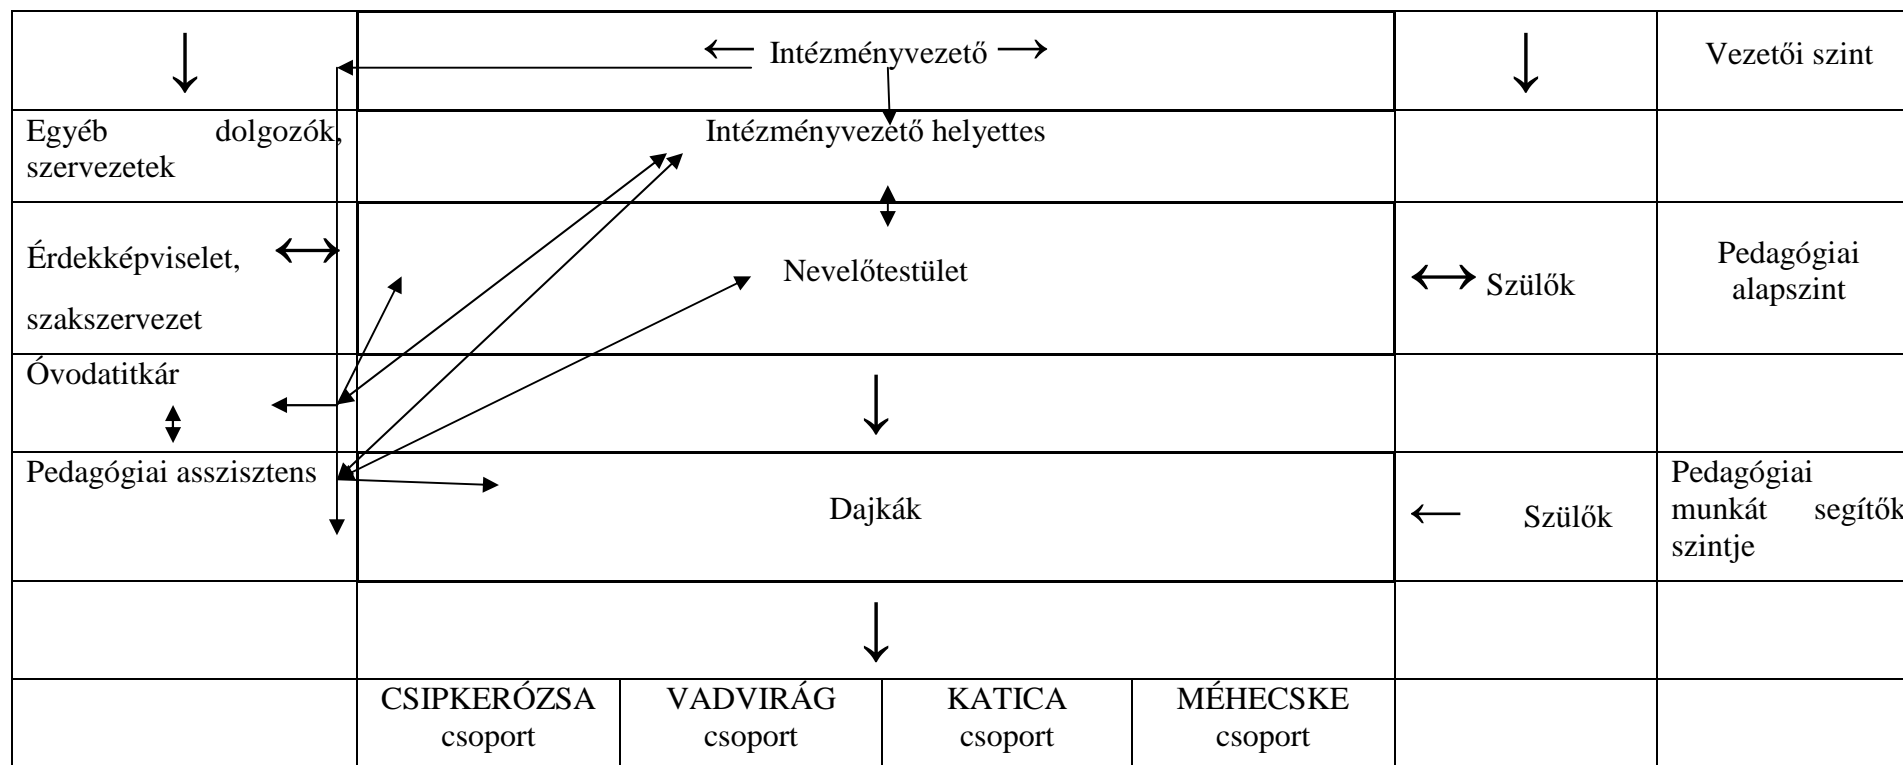 ← Intézményvezető →
Vezetői szint
Egyéb dolgozók,
szervezetek
Intézményvezető helyettes
Érdekképviselet,
szakszervezet
Nevelőtestület
Szülők
Pedagógiai
alapszint
Óvodatitkár
Pedagógiai asszisztens
Dajkák
Szülők
Pedagógiai
munkát segítők
szintje
CSIPKERÓZSA
csoport
VADVIRÁG
csoport
KATICA
csoport
MÉHECSKE
csoport